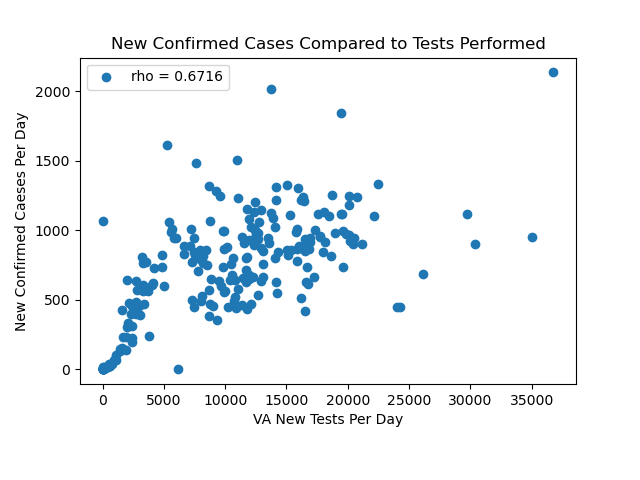 New Confirmed Cases Compared to Tests Performed
rho = 0.6716
2000
1500
1000
500
0
New Confirmed Caeses Per Day
0 5000 10000 15000 20000 25000 30000 35000
VA New Tests Per Day